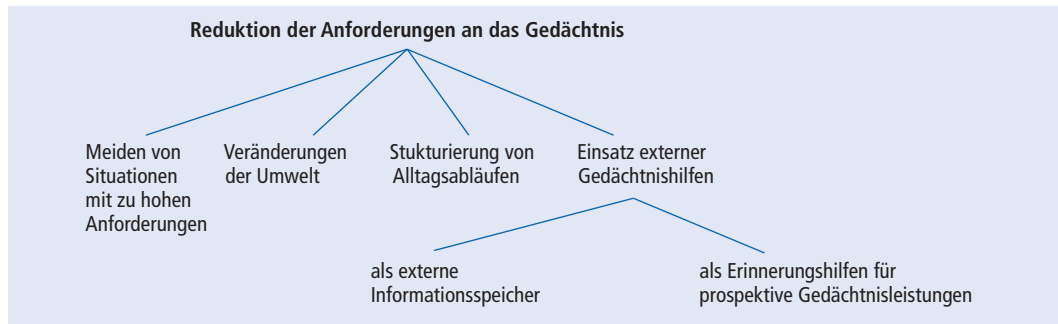 Reduktion der Anforderungen an das Gedächtnis
Meiden von
Situationen
mit zu hohen
Anforderungen
Veränderungen
der Umwelt
Stukturierung von
Alltagsabläufen
Einsatz externer
Gedächtnishilfen
als externe
Informationsspeicher
als Erinnerungshilfen für
prospektive Gedächtnisleistungen